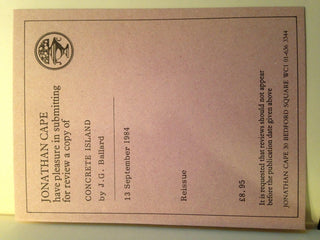 JONATHAN CAPE
have pleasure in submitting
for review a copy of
CONCRETE ISLAND
by J.G. Ballard
13 September 1984
Reissue
£8.95
It is requested that reviews should not appear
before the publication date given above
JONATHAN CAPE 30 BEDFORD SQUARE WC1 01-636 3344